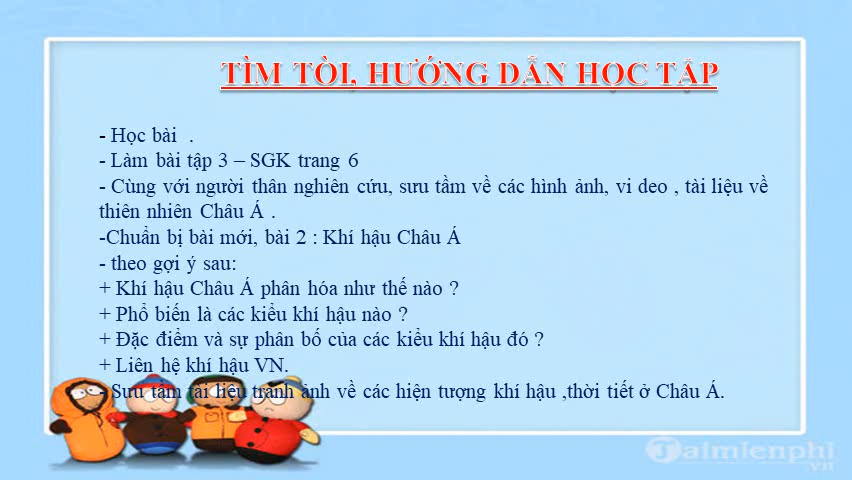 TÌM TÒI, HƯỚNG DẪN HỌC TẬP
- Học bài .
- Làm bài tập 3 – SGK trang 6
- Cùng với người thân nghiên cứu, sưu tầm về các hình ảnh, vi deo , tài liệu về
thiên nhiên Châu Á .
-Chuẩn bị bài mới, bài 2 : Khí hậu Châu Á
- theo gợi ý sau:
+ Khí hậu Châu Á phân hóa như thế nào ?
+ Phổ biến là các kiểu khí hậu nào ?
+ Đặc điểm và sự phân bố của các kiểu khí hậu đó ?
+ Liên hệ khí hậu VN.
- Sưu tầm tài liệu tranh ảnh về các hiện tượng khí hậu ,thời tiết ở Châu Á.
Taimienphi
.vn